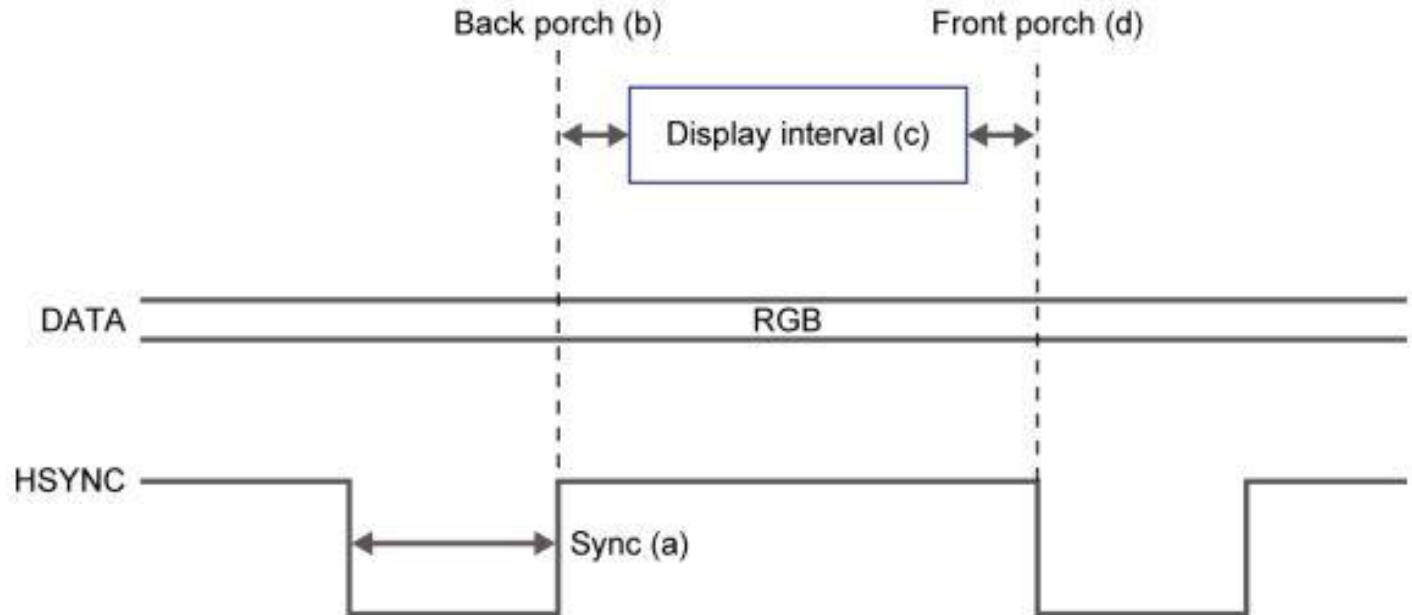 Back porch (b)
Front porch (d)
Display interval (c)
DATA
RGB
HSYNC
Sync (a)